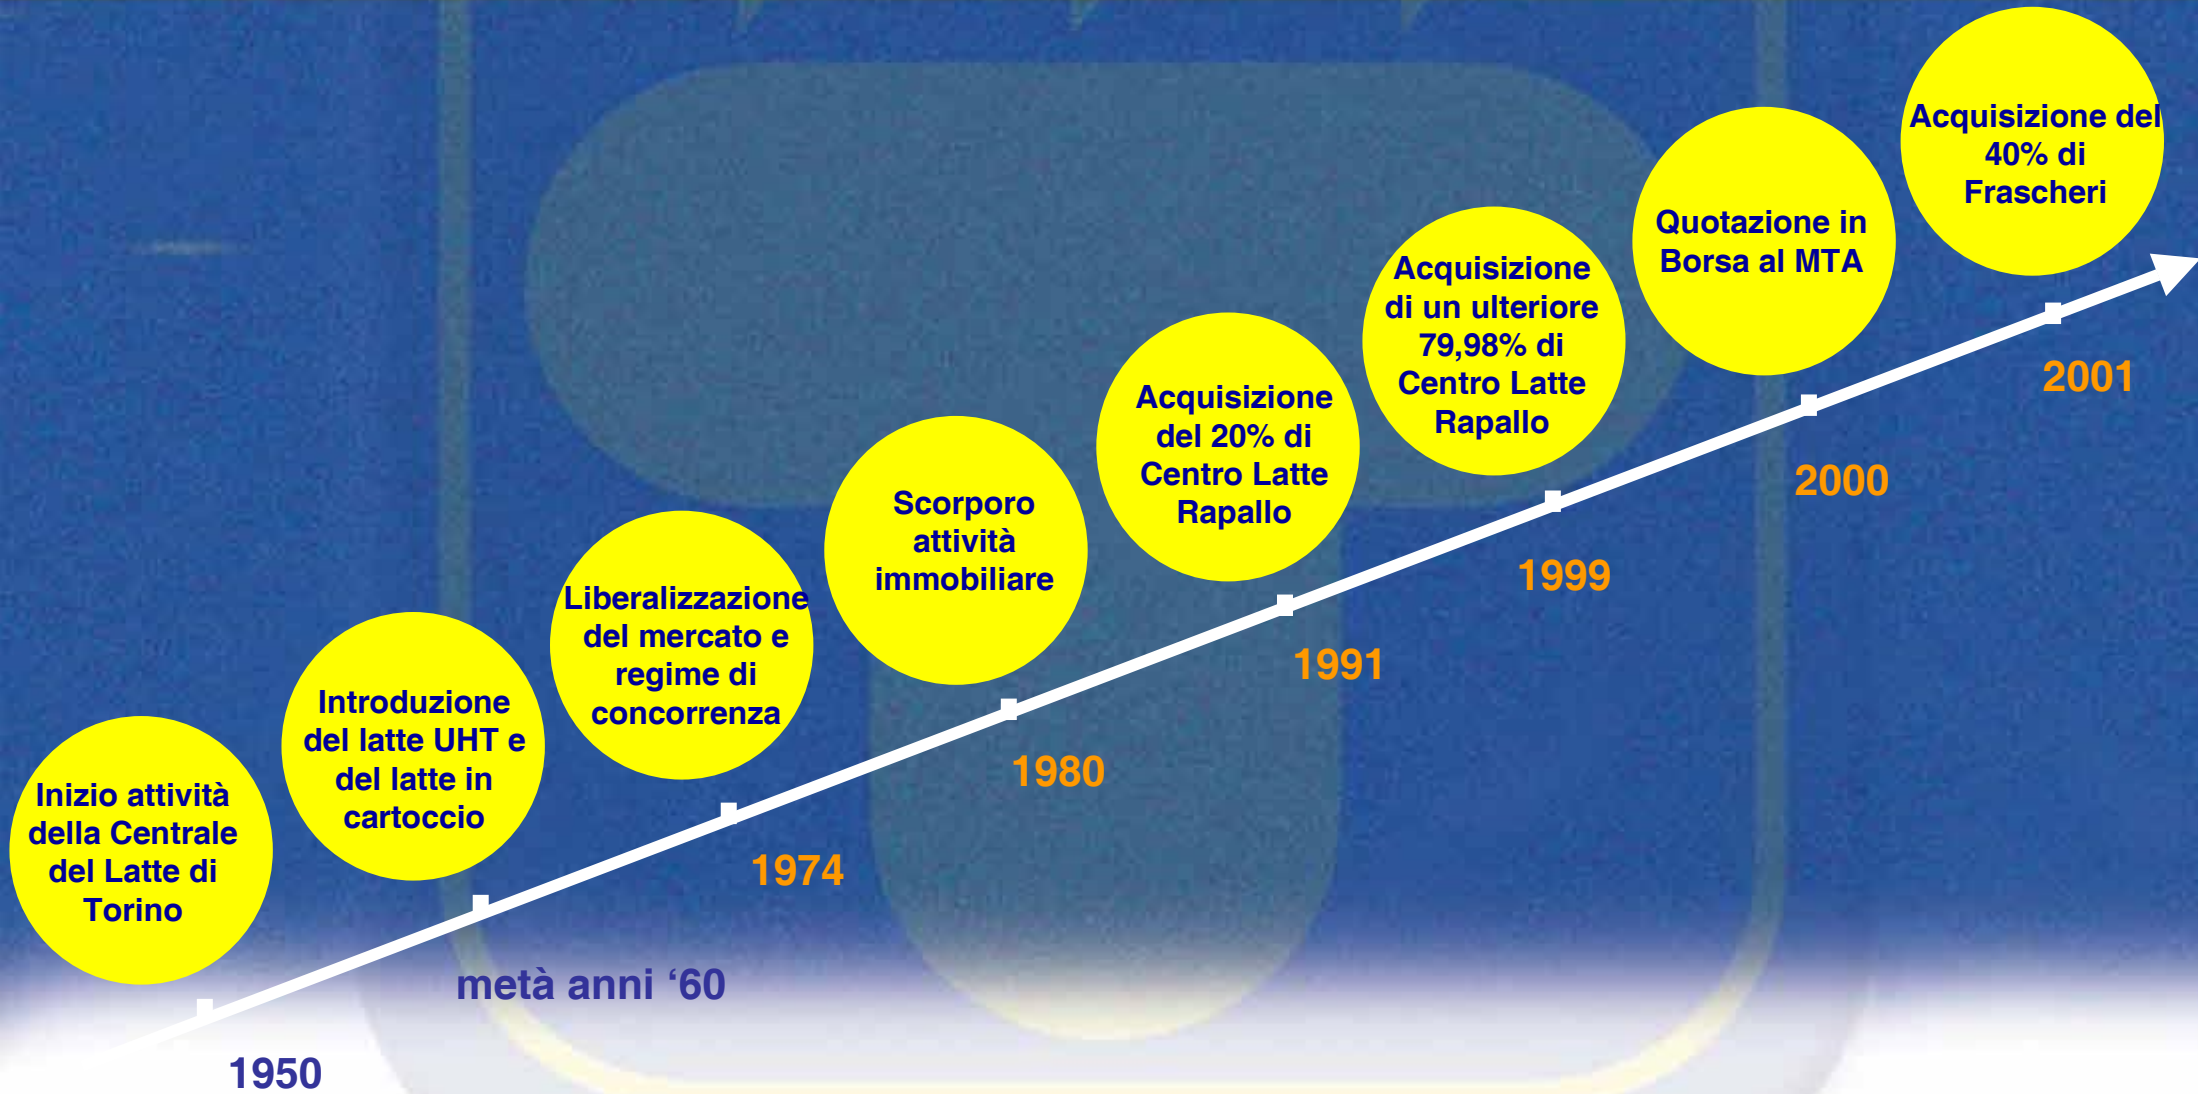 Inizio attività
della Centrale
del Latte di
Torino
1950
Introduzione
del latte UHT e
del latte in
cartoccio
metà anni ‘60
Liberalizzazione
del mercato e
regime di
concorrenza
1974
Scorporo
attività
immobiliare
1980
Acquisizione
del 20% di
Centro Latte
Rapallo
1991
Acquisizione
di un ulteriore
79,98% di
Centro Latte
Rapallo
1999
Quotazione in
Borsa al MTA
2000
Acquisizione del
40% di
Frascheri
2001